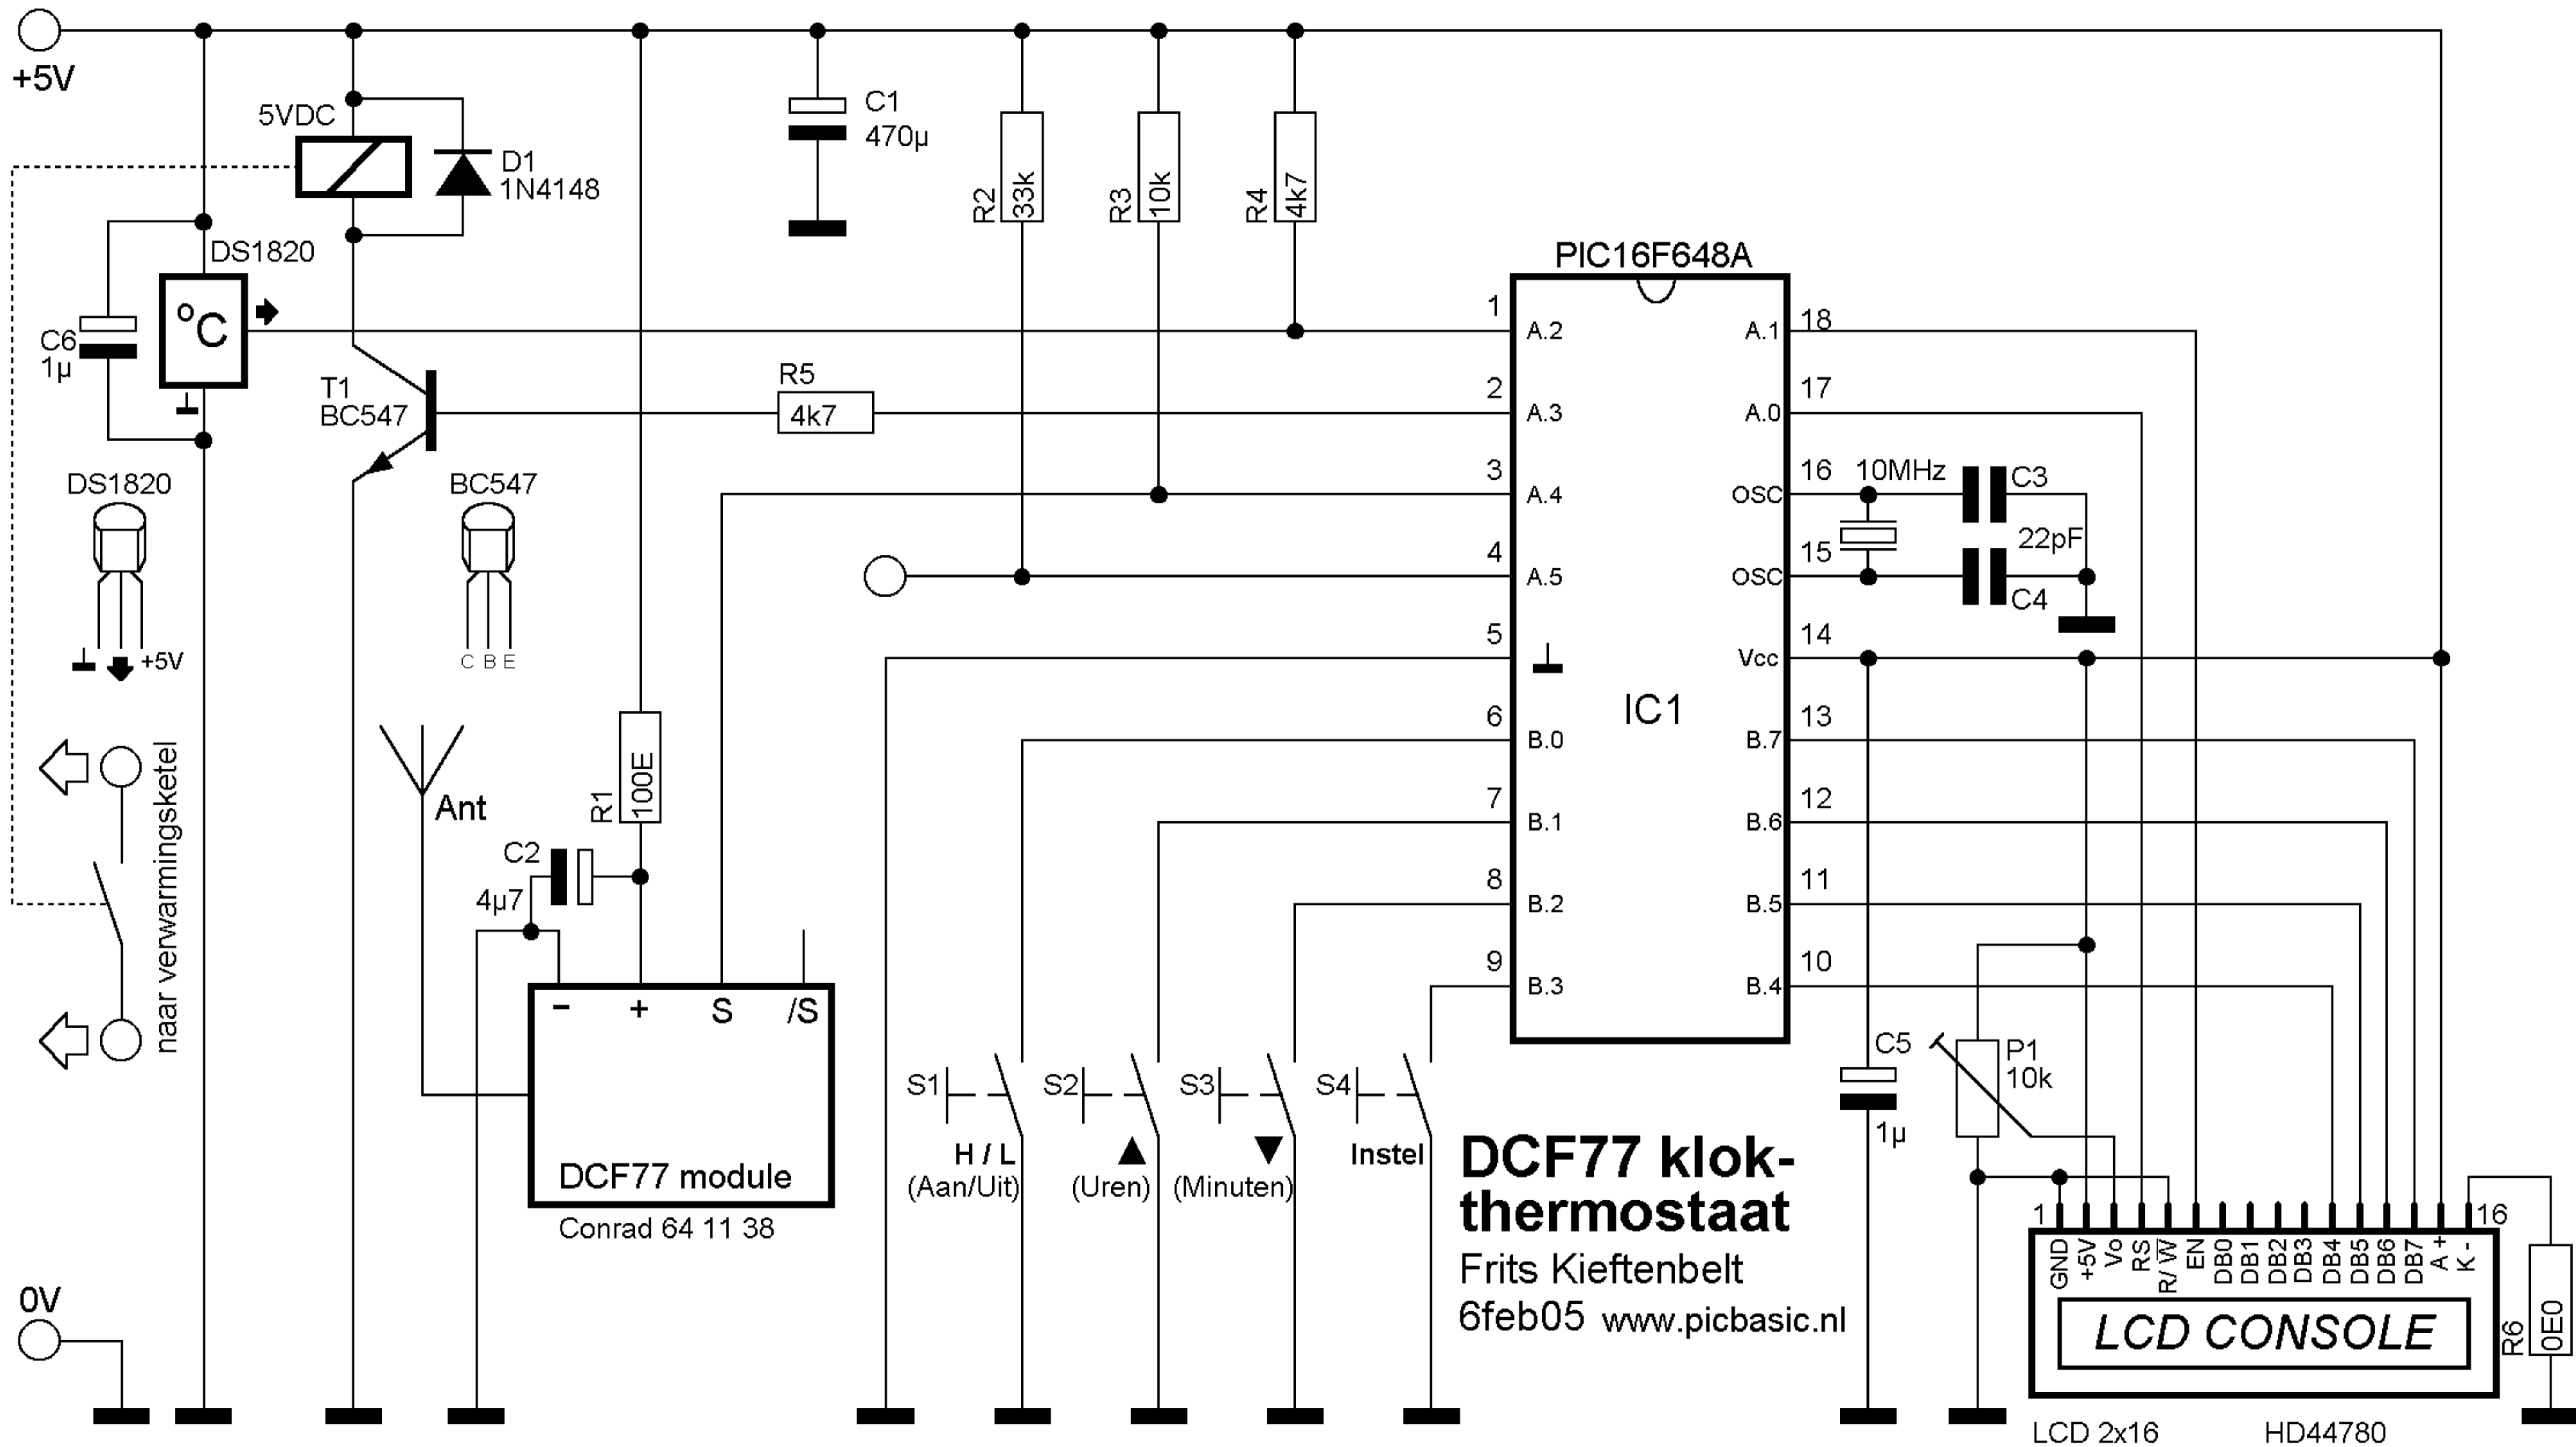 +5V
5VDC
D1
1N4148
C1
470µ
R2
33k
R3
10k
R4
4k7
DS1820
°C
C6
1µ
T1
BC547
R5
4k7
DS1820
+5V
BC547
C B E
naar verwarmingsketel
Ant
R1
100E
C2
4µ7
- + S /S
DCF77 module
Conrad 64 11 38
0V
PIC16F648A
IC1
1 A.2
2 A.3
3 A.4
4 A.5
5
6 B.0
7 B.1
8 B.2
9 B.3
A.1 18
A.0 17
OSC 16
OSC 15
Vcc 14
B.7 13
B.6 12
B.5 11
B.4 10
10MHz
C3
22pF
C4
S1
H / L
(Aan/Uit)
S2
(Uren)
S3
(Minuten)
S4
Instel
C5
1µ
P1
10k
DCF77 klok-
thermostaat
Frits Kieftenbelt
6feb05 www.picbasic.nl
1 16
GND
+5V
Vo
RS
R/W
EN
DB0
DB1
DB2
DB3
DB4
DB5
DB6
DB7
A +
K -
LCD CONSOLE
R6
0E0
LCD 2x16 HD44780